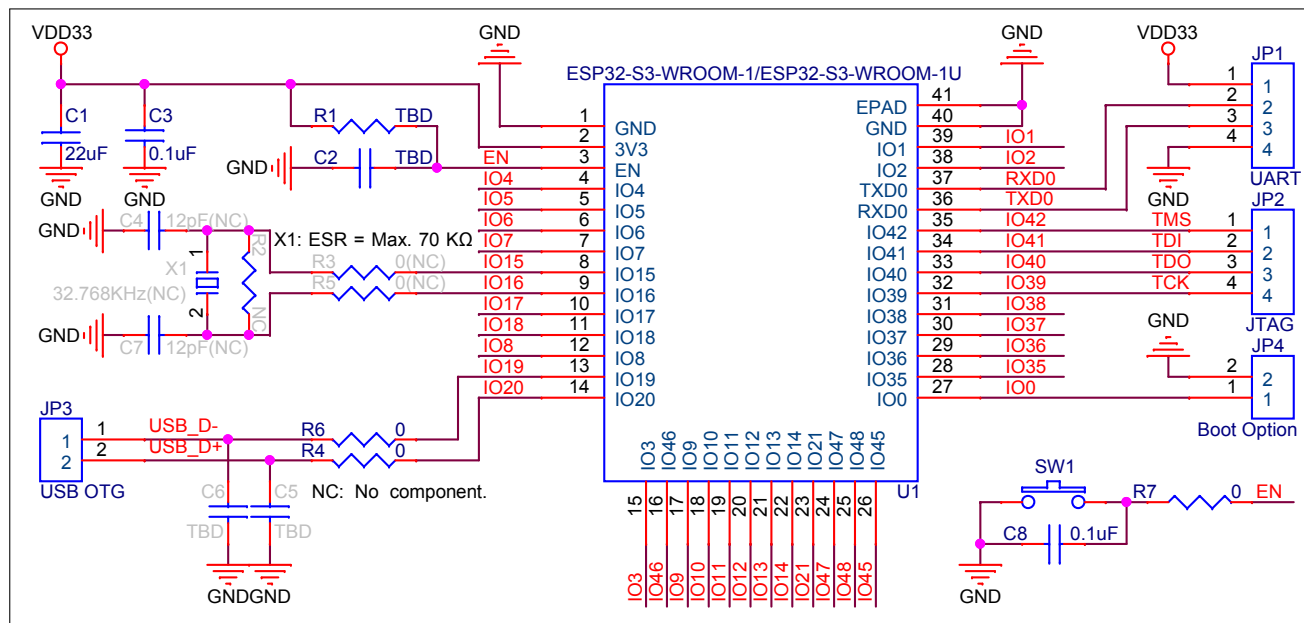 VDD33
C1
22uF
GND
C3
0.1uF
GND
R1
TBD
GND
C2
TBD
GND
C4
12pF(NC)
1
X1
32.768KHz(NC)
2
R2
NC
GND
C7
12pF(NC)
X1: ESR = Max. 70 KΩ
R3
0(NC)
R5
0(NC)
JP3
1
2
1
2
USB OTG
USB_D-
USB_D+
R6
0
R4
0
C6
TBD
C5
TBD
GND
GND
NC: No component.
GND
ESP32-S3-WROOM-1/ESP32-S3-WROOM-1U
1 GND
2 3V3
EN 3 EN
IO4 4 IO4
IO5 5 IO5
IO6 6 IO6
IO7 7 IO7
IO15 8 IO15
IO16 9 IO16
IO17 10 IO17
IO18 11 IO18
IO8 12 IO8
IO19 13 IO19
IO20 14 IO20
IO3 15 IO3
IO46 16 IO46
IO9 17 IO9
IO10 18 IO10
IO11 19 IO11
IO12 20 IO12
IO13 21 IO13
IO14 22 IO14
IO21 23 IO21
IO47 24 IO47
IO48 25 IO48
IO45 26 IO45
U1
GND
EPAD 41
GND 40
IO1 39 IO1
IO2 38 IO2
TXD0 37 RXD0
RXD0 36 TXD0
IO42 35 IO42 TMS
IO41 34 IO41 TDI
IO40 33 IO40 TDO
IO39 32 IO39 TCK
IO38 31 IO38
IO37 30 IO37
IO36 29 IO36
IO35 28 IO35
IO0 27 IO0
VDD33
JP1
1 1
2 2
3 3
4 4
GND
UART
JP2
1 1
2 2
3 3
4 4
JTAG
GND
JP4
2 2
1 1
Boot Option
SW1
R7
0
EN
C8
0.1uF
GND